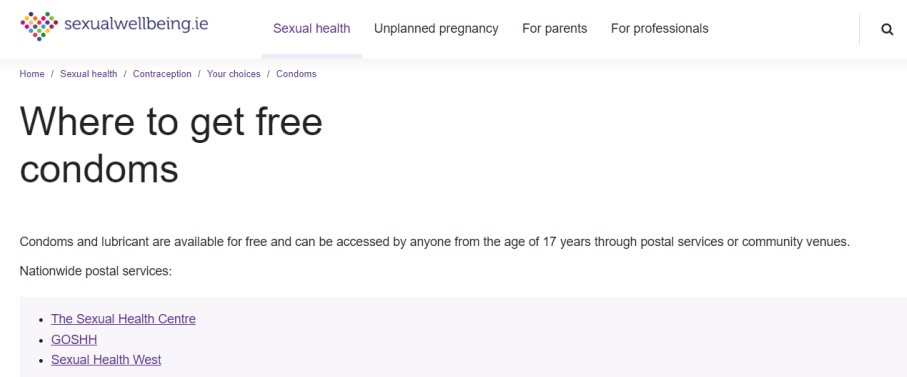 sexualwellbeing.ie
Sexual health Unplanned pregnancy For parents For professionals
Home / Sexual health / Contraception / Your choices / Condoms
Where to get free
condoms
Condoms and lubricant are available for free and can be accessed by anyone from the age of 17 years through postal services or community venues.
Nationwide postal services:
• The Sexual Health Centre
• GOSHH
• Sexual Health West